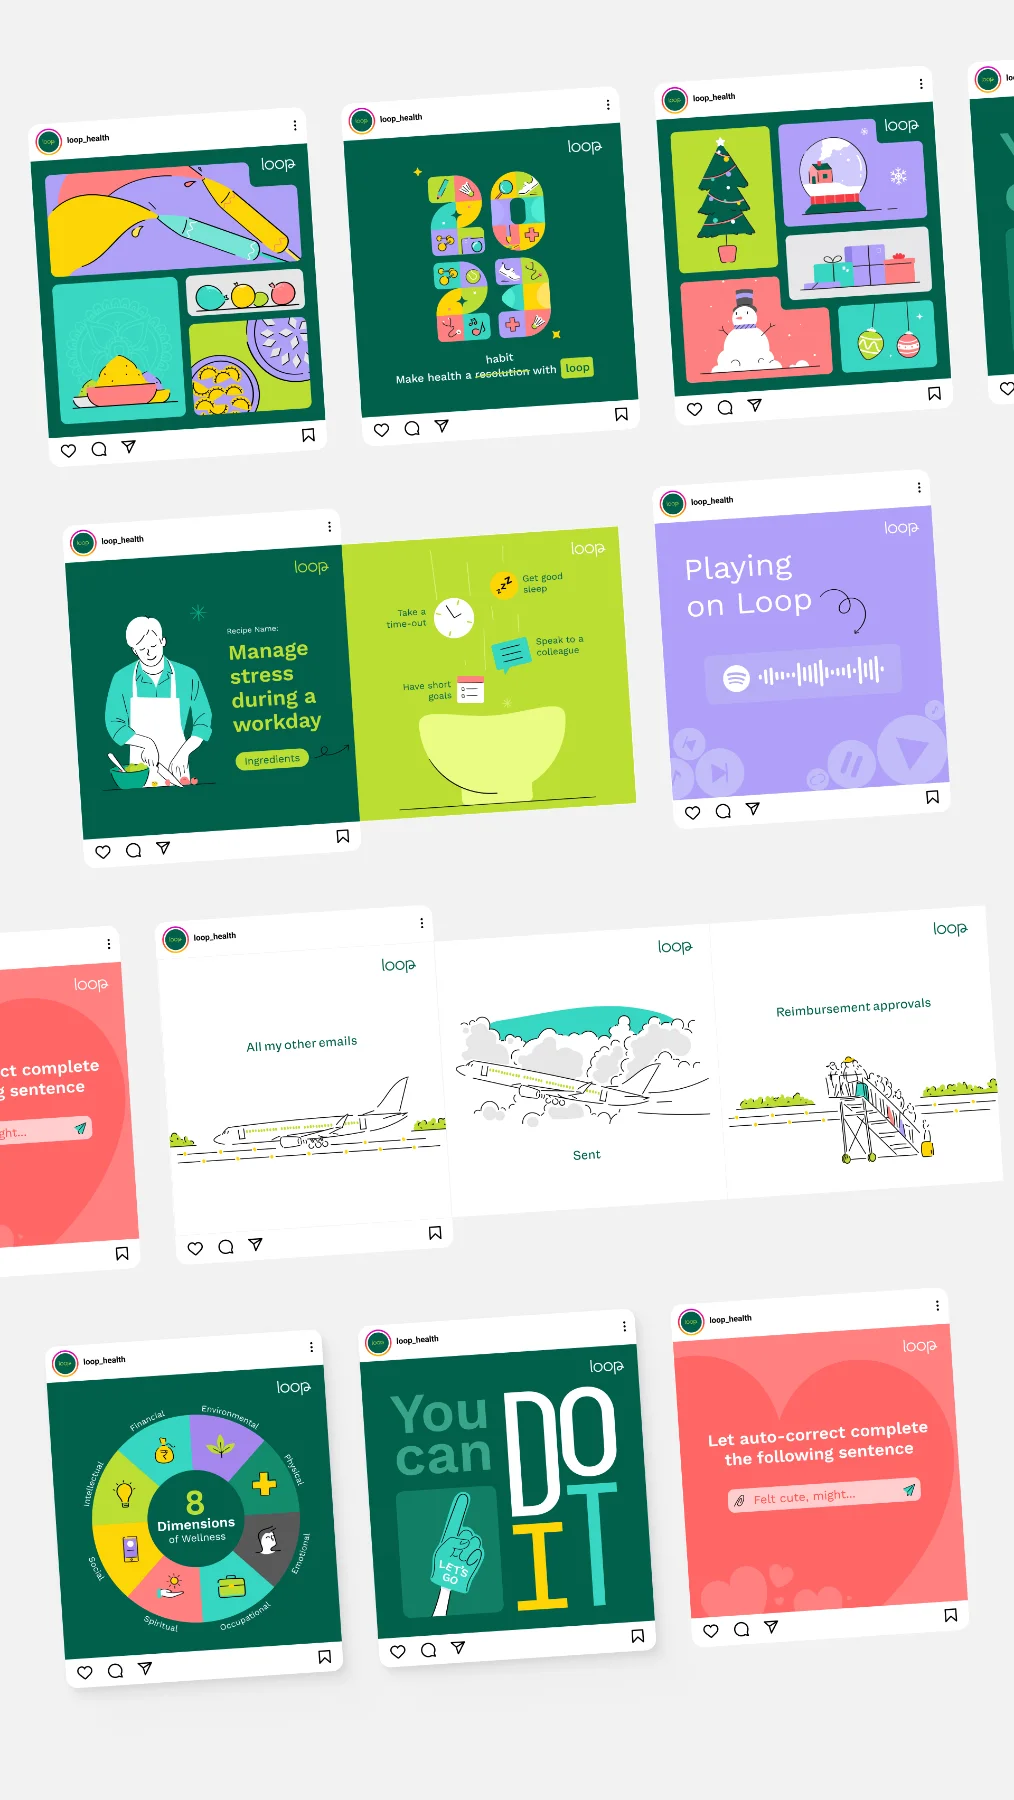 loop_health
loop
loop_health
loop
habit
Make health a resolution with loop
loop_health
loop
loop_health
loop
Recipe Name:
Manage
stress
during a
workday
Ingredients
loop
Get good
sleep
zzz
Take a
time-out
Speak to a
colleague
Have short
goals
loop_health
loop
Playing
on Loop
loop
ct complete
g sentence
ght...
loop_health
loop
All my other emails
loop
Sent
loop
Reimbursement approvals
loop_health
loop
Financial
Environmental
Physical
Emotional
Occupational
Spiritual
Social
Intellectual
8
Dimensions
of Wellness
loop_health
loop
You
can
DO
IT
LET'S
GO
loop_health
loop
Let auto-correct complete
the following sentence
Felt cute, might...